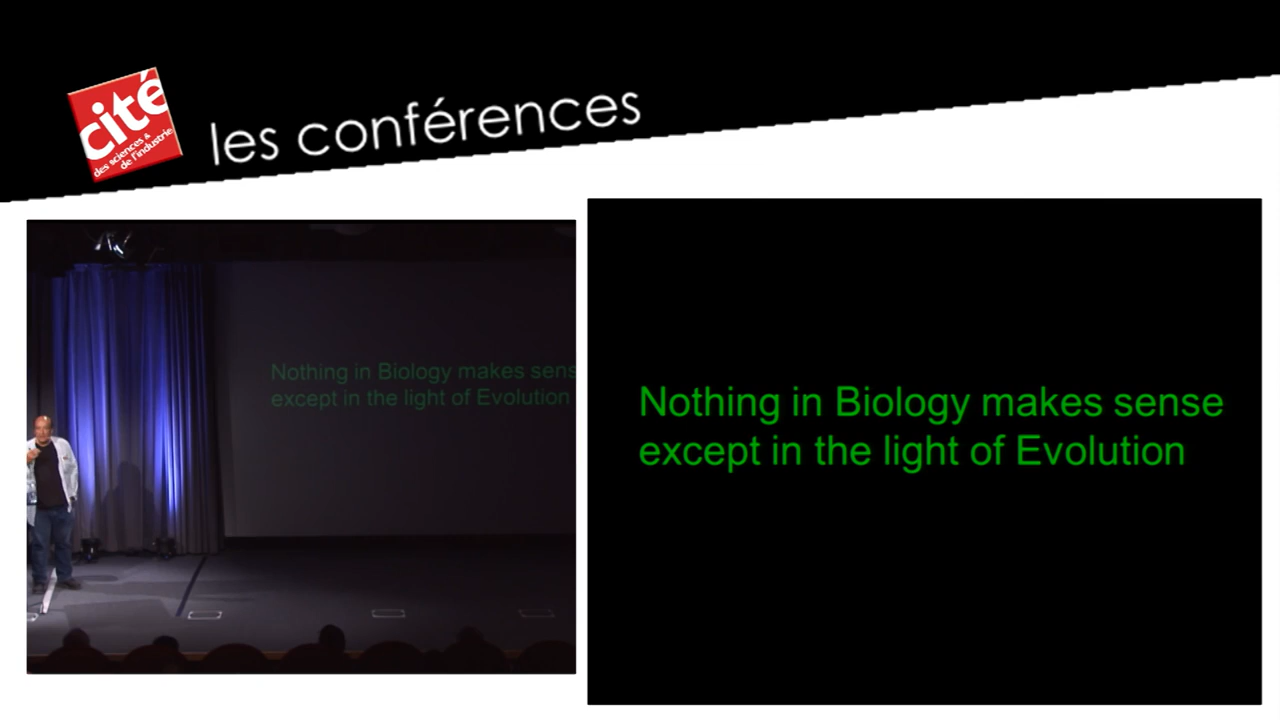 cité
des sciences &
de l'industrie
les conférences
Nothing in Biology makes sens
except in the light of Evolution
Nothing in Biology makes sense
except in the light of Evolution